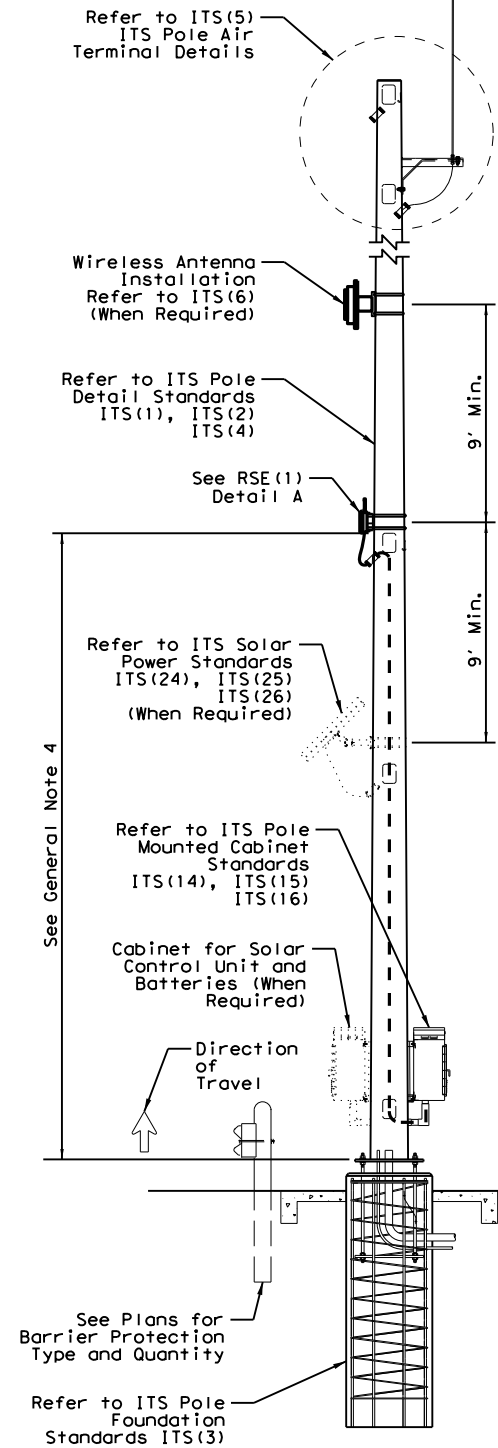 Refer to ITS(5)
ITS Pole Air
Terminal Details
Wireless Antenna
Installation
Refer to ITS(6)
(When Required)
9' Min.
Refer to ITS Pole
Detail Standards
ITS(1), ITS(2)
ITS(4)
See RSE(1)
Detail A
9' Min.
Refer to ITS Solar
Power Standards
ITS(24), ITS(25)
ITS(26)
(When Required)
See General Note 4
Refer to ITS Pole
Mounted Cabinet
Standards
ITS(14), ITS(15)
ITS(16)
Cabinet for Solar
Control Unit and
Batteries (When
Required)
Direction
of
Travel
See Plans for
Barrier Protection
Type and Quantity
Refer to ITS Pole
Foundation
Standards ITS(3)